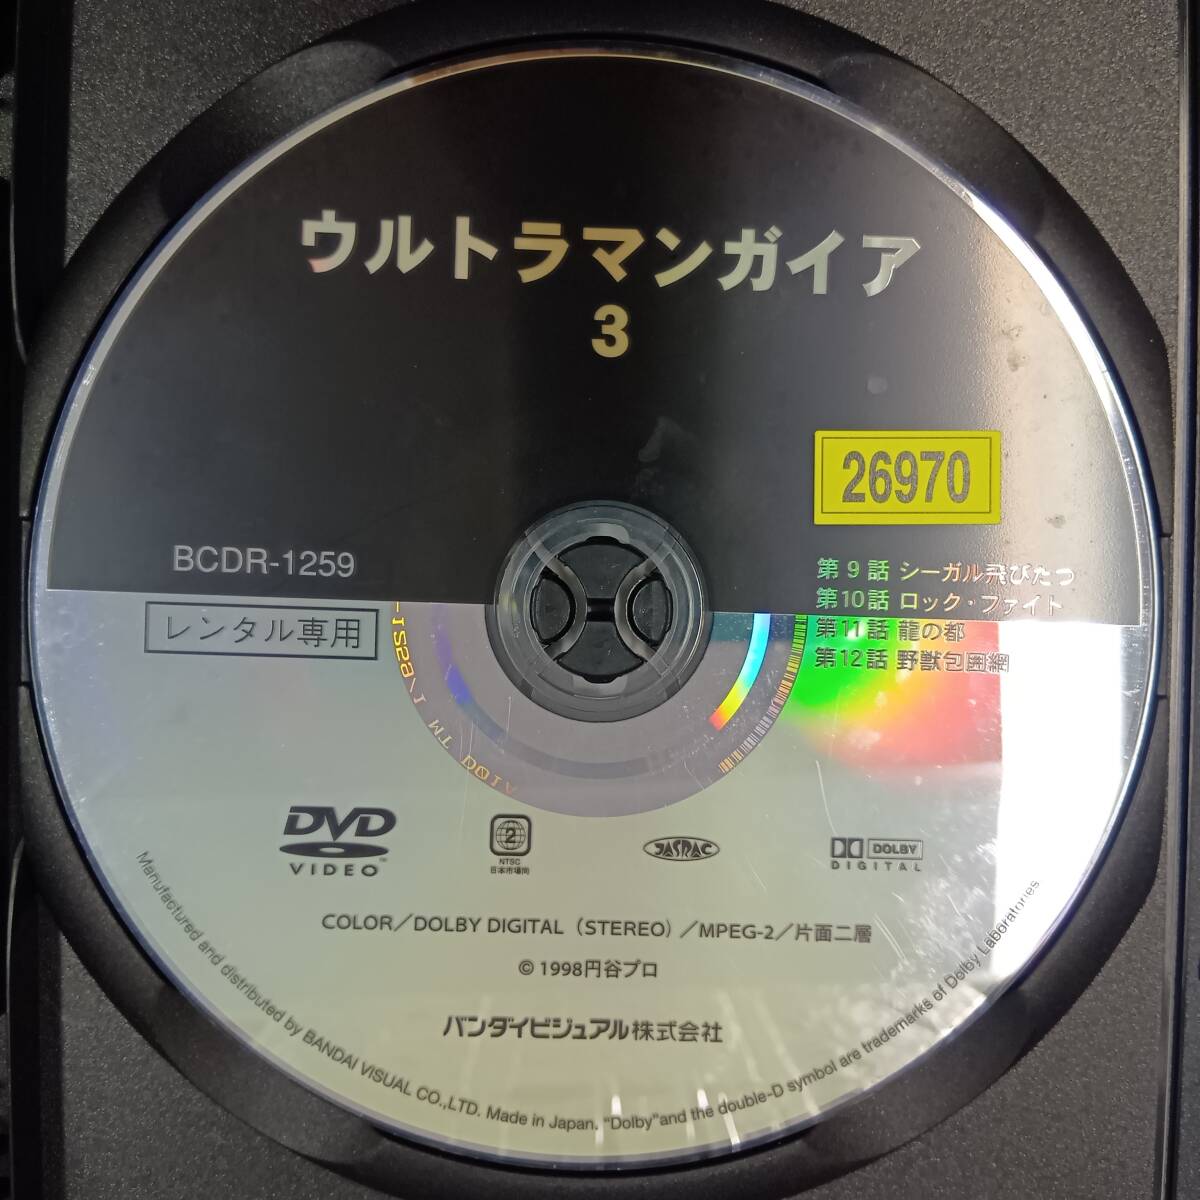 ウルトラマンガイア
3
26970
BCDR-1259
レンタル専用
第9話 シーガル飛びたつ
第10話 ロック・ファイト
第11話 龍の都
第12話 野獣包囲網
DVD
VIDEO™
2
NTSC
日本市場向
JASRAC
DOLBY
DIGITAL
COLOR／DOLBY DIGITAL（STEREO）／MPEG-2／片面二層
© 1998円谷プロ
バンダイビジュアル株式会社
Manufactured and distributed by BANDAI VISUAL CO.,LTD. Made in Japan. "Dolby"and the double-D symbol are trademarks of Dolby Laboratories